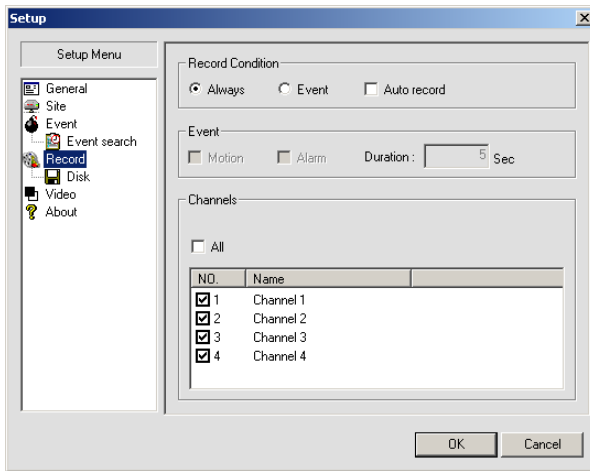 Setup
Setup Menu
General
Site
Event
Event search
Record
Disk
Video
About
Record Condition
Always Event Auto record
Event
Motion Alarm Duration : 5 Sec
Channels
All
NO. Name
1 Channel 1
2 Channel 2
3 Channel 3
4 Channel 4
OK Cancel